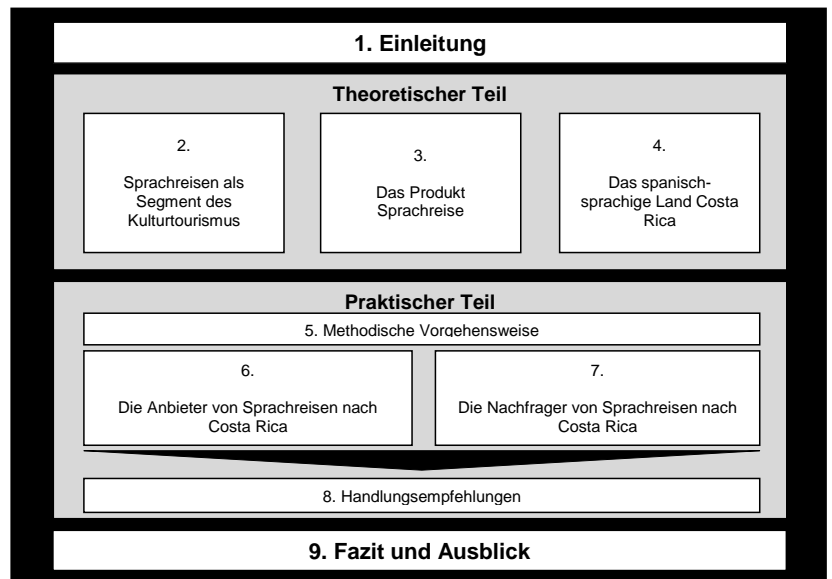 1. Einleitung
Theoretischer Teil
2.
Sprachreisen als
Segment des
Kulturtourismus
3.
Das Produkt
Sprachreise
4.
Das spanisch-
sprachige Land Costa
Rica
Praktischer Teil
5. Methodische Vorgehensweise
6.
Die Anbieter von Sprachreisen nach
Costa Rica
7.
Die Nachfrager von Sprachreisen nach
Costa Rica
8. Handlungsempfehlungen
9. Fazit und Ausblick